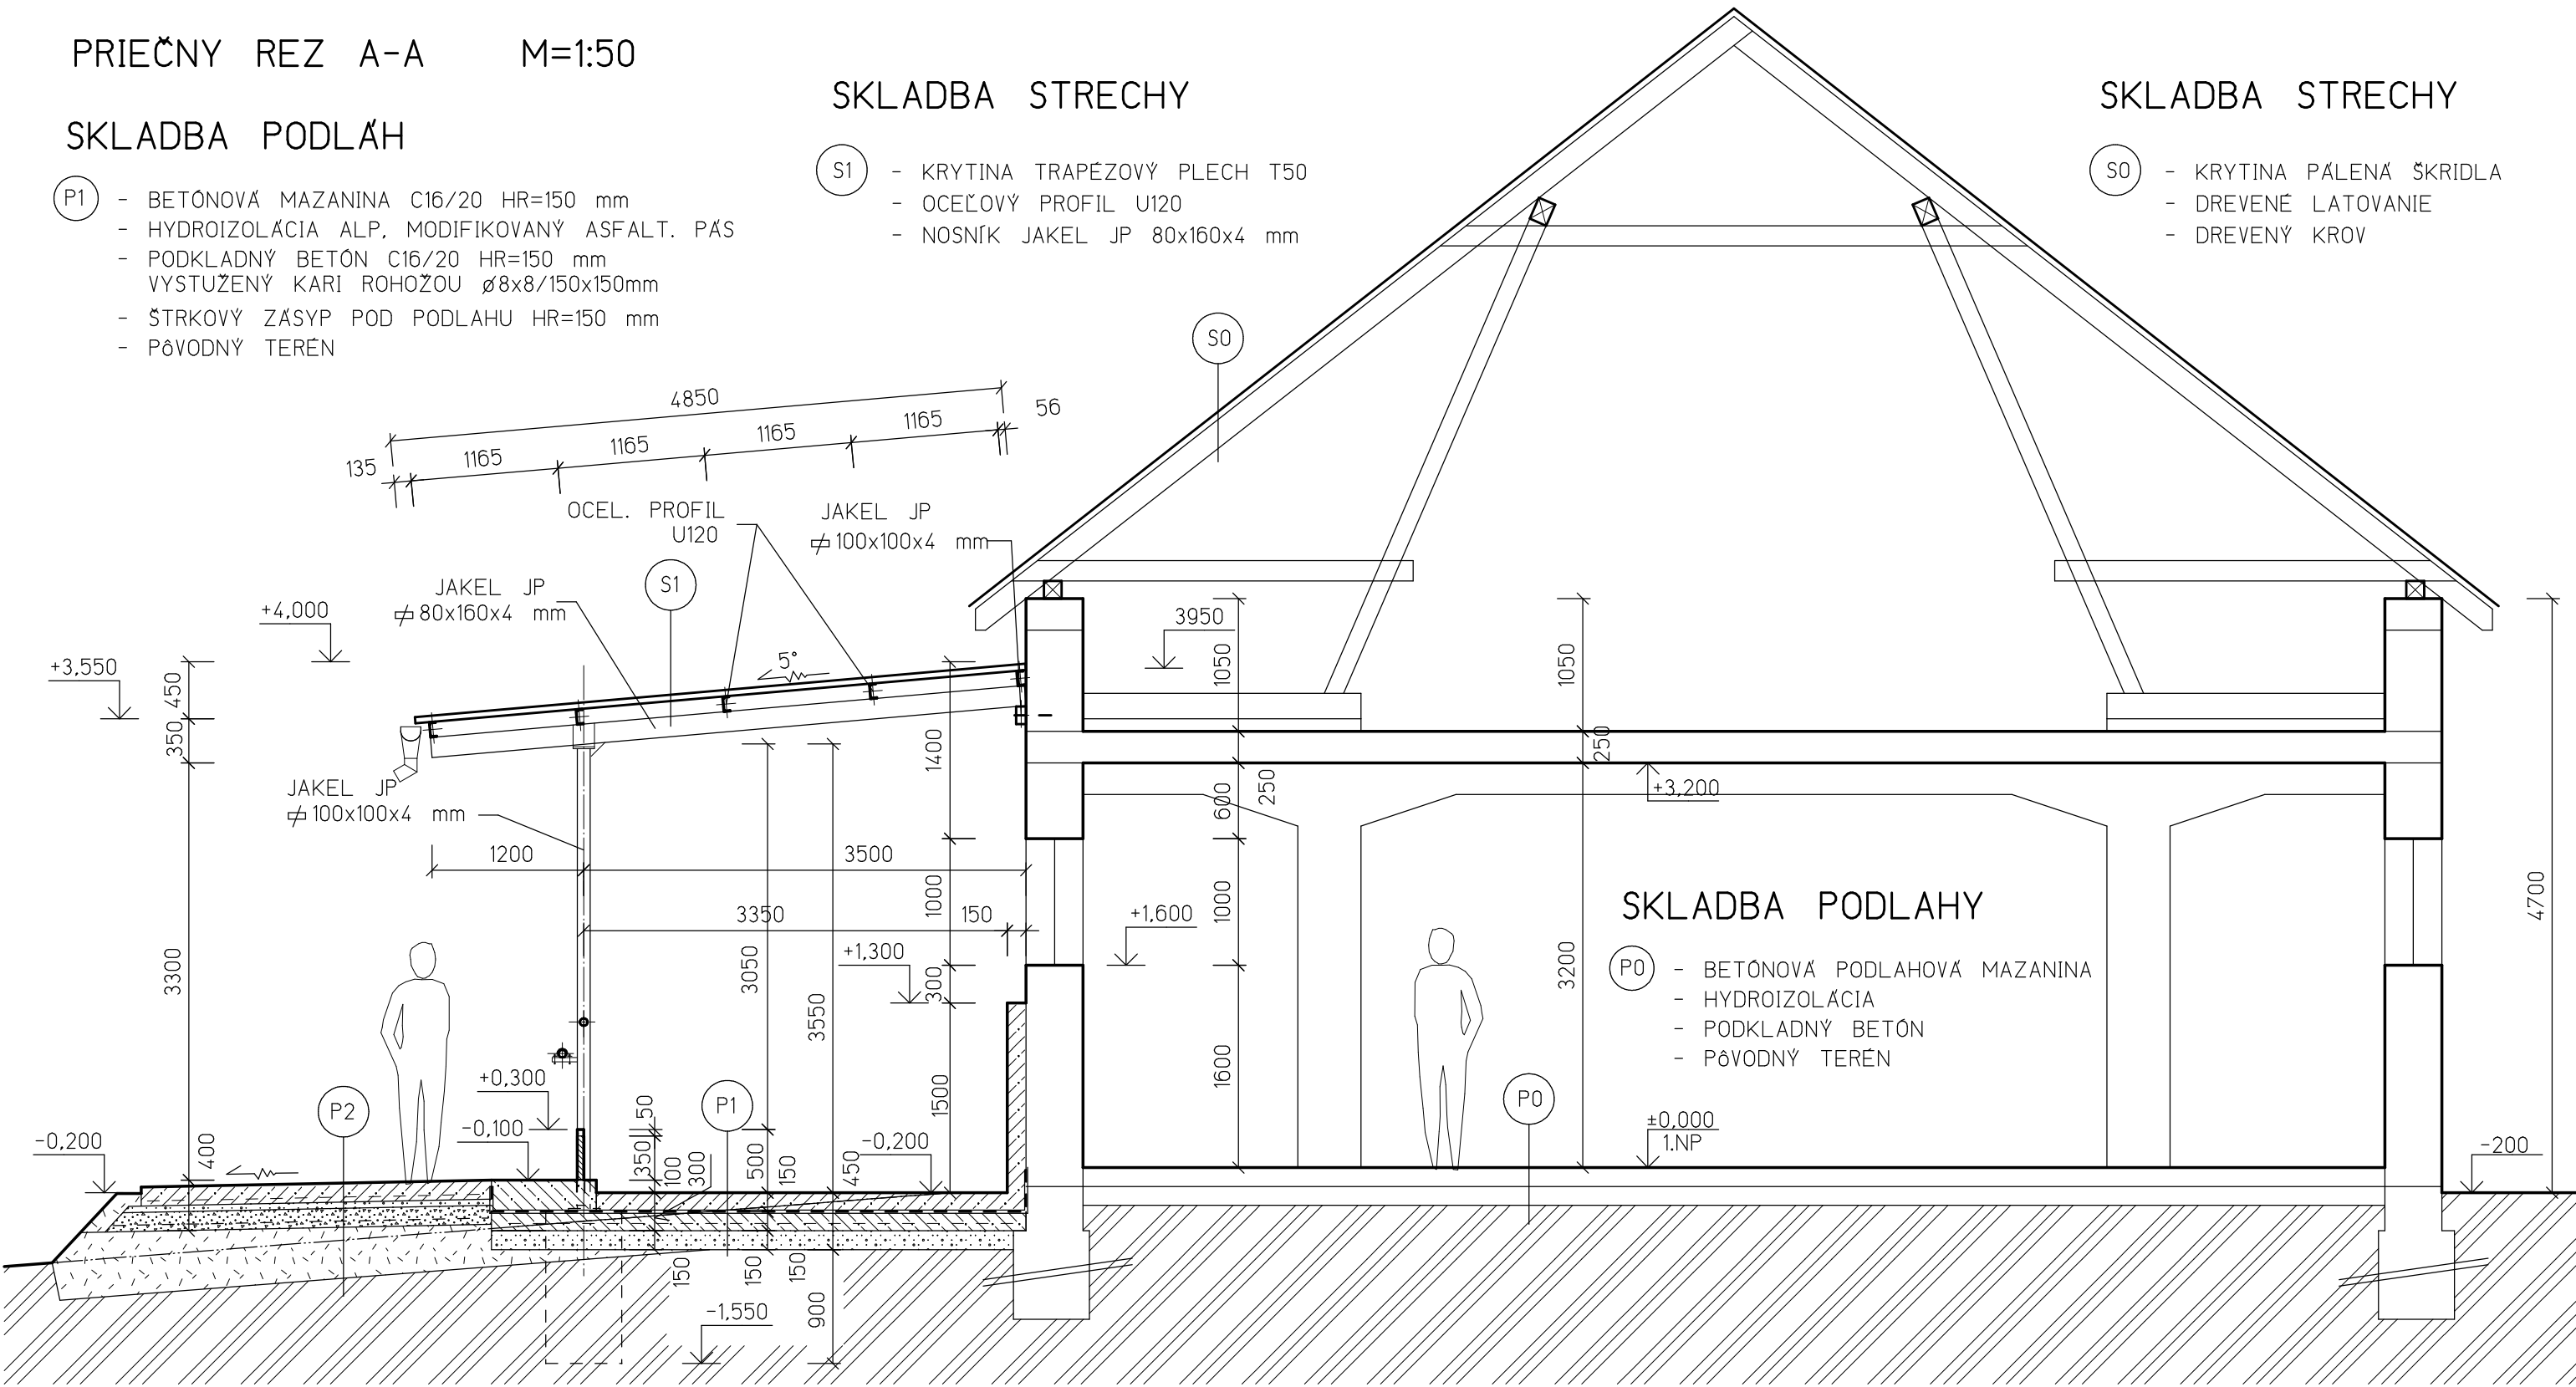 PRIEČNY REZ A-A M=1:50
SKLADBA PODLÁH
P1 - BETÓNOVÁ MAZANINA C16/20 HR=150 mm
- HYDROIZOLÁCIA ALP, MODIFIKOVANÝ ASFALT. PÁS
- PODKLADNÝ BETÓN C16/20 HR=150 mm
VYSTUŽENÝ KARI ROHOŽOU ø8x8/150x150mm
- ŠTRKOVÝ ZÁSYP POD PODLAHU HR=150 mm
- PôVODNÝ TERÉN
SKLADBA STRECHY
S1 - KRYTINA TRAPÉZOVÝ PLECH T50
- OCEĽOVÝ PROFIL U120
- NOSNÍK JAKEL JP 80x160x4 mm
SKLADBA STRECHY
S0 - KRYTINA PÁLENÁ ŠKRIDLA
- DREVENÉ LATOVANIE
- DREVENÝ KROV
S0
4850
56
135 1165 1165 1165 1165
OCEL. PROFIL
U120
JAKEL JP
100x100x4 mm
S1
JAKEL JP
80x160x4 mm
+4,000
+3,550
450
350
5°
3950
1050
1050
1400
250
600
250
+3,200
JAKEL JP
100x100x4 mm
1200 3500
3350 150
1000
1000
+1,600
+1,300
300
3300
3050
3550
3200
4700
SKLADBA PODLAHY
P0 - BETÓNOVÁ PODLAHOVÁ MAZANINA
- HYDROIZOLÁCIA
- PODKLADNÝ BETÓN
- PôVODNÝ TERÉN
1600
1500
+0,300
P2
P1
P0
50
-0,100
-0,200
400
350
100
300
500
150
450
-0,200
±0,000
1.NP
-200
150
150
150
900
-1,550